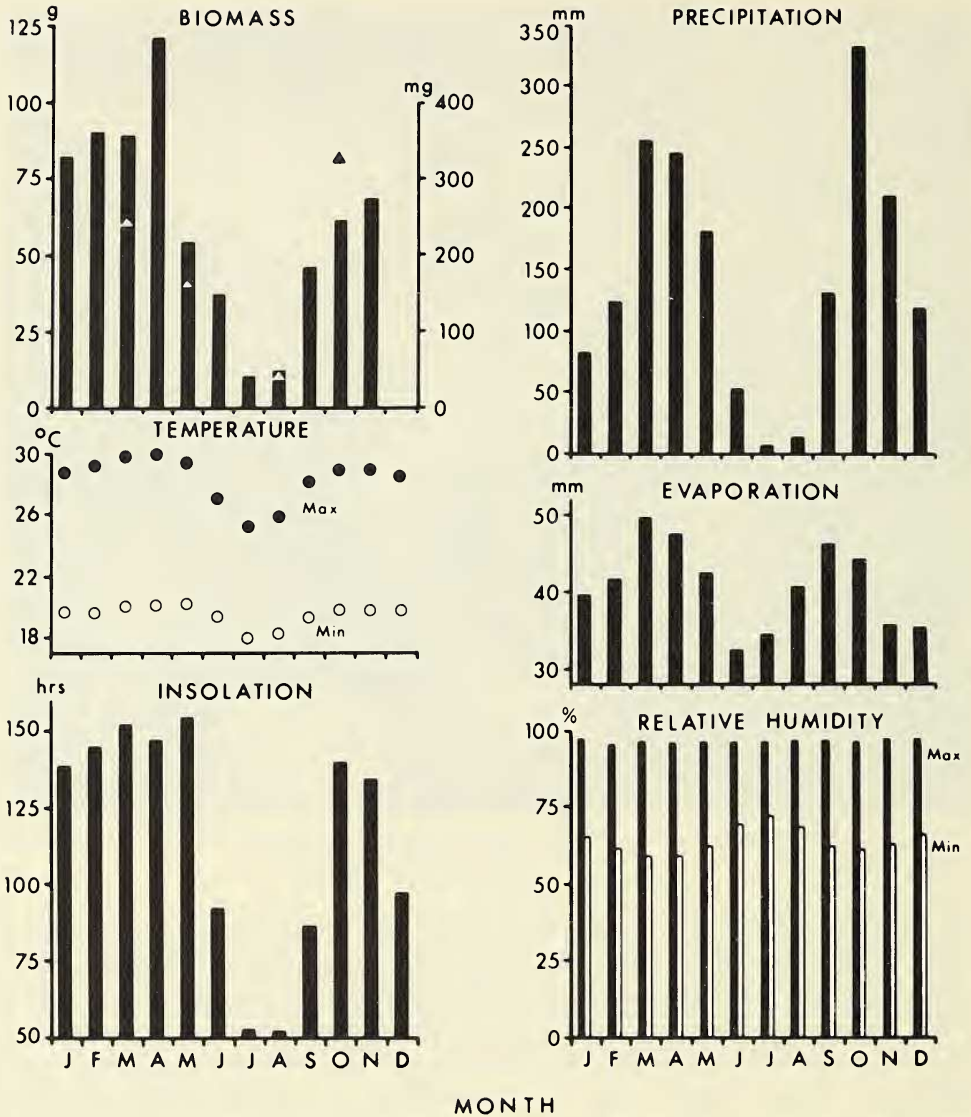 BIOMASS
g
125
100
75
50
25
0
mg
400
300
200
100
0
TEMPERATURE
°C
30
26
22
18
Max
Min
INSOLATION
hrs
150
125
100
75
50
J F M A M J J A S O N D
PRECIPITATION
mm
350
300
250
200
150
100
50
0
EVAPORATION
mm
50
40
30
RELATIVE HUMIDITY
%
100
75
50
25
0
Max
Min
J F M A M J J A S O N D
MONTH